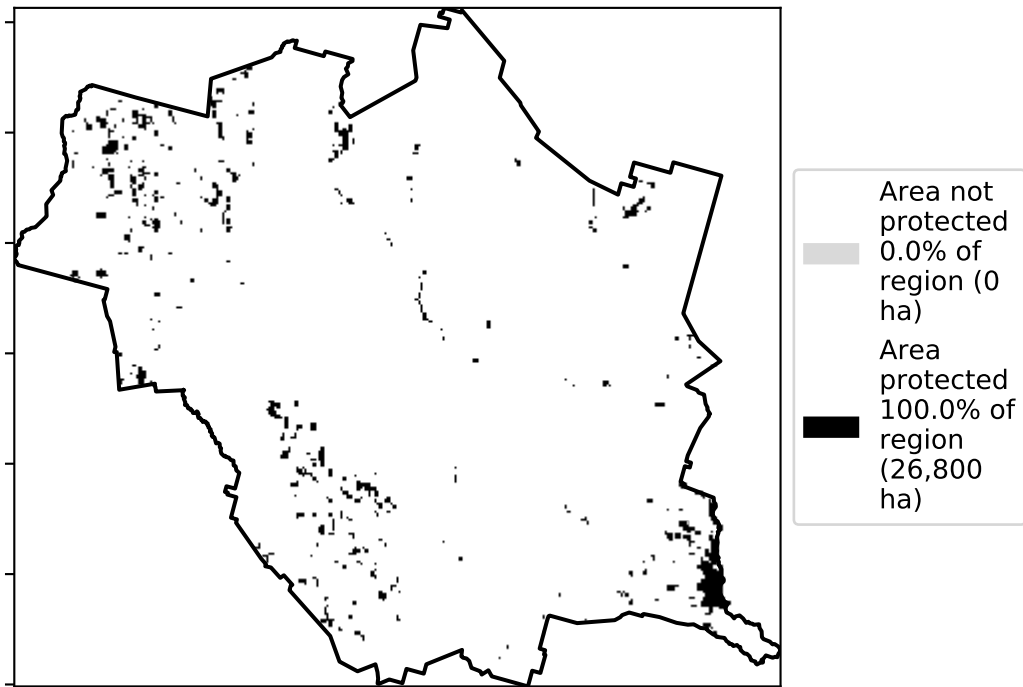 Area not
protected
0.0% of
region (0
ha)
Area
protected
100.0% of
region
(26,800
ha)